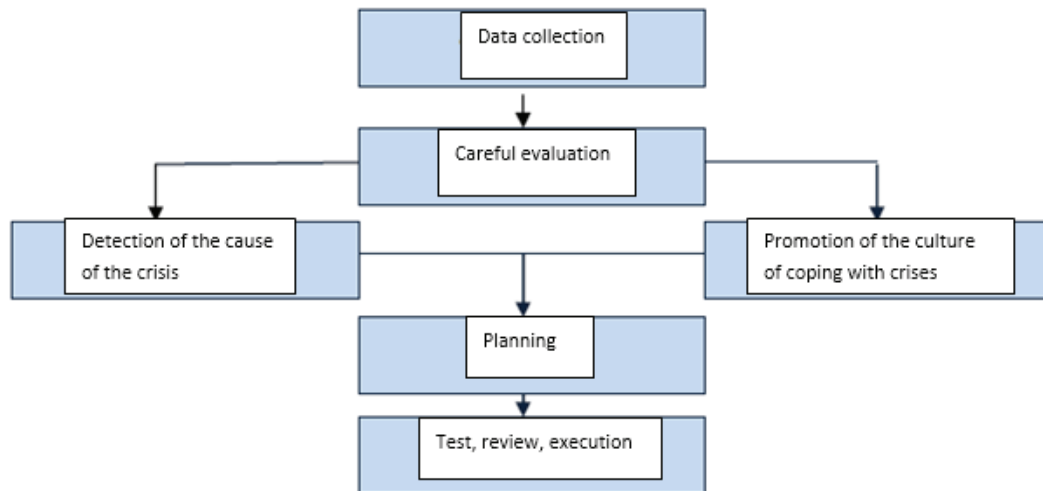 Data collection
Careful evaluation
Detection of the cause
of the crisis
Promotion of the culture
of coping with crises
Planning
Test, review, execution